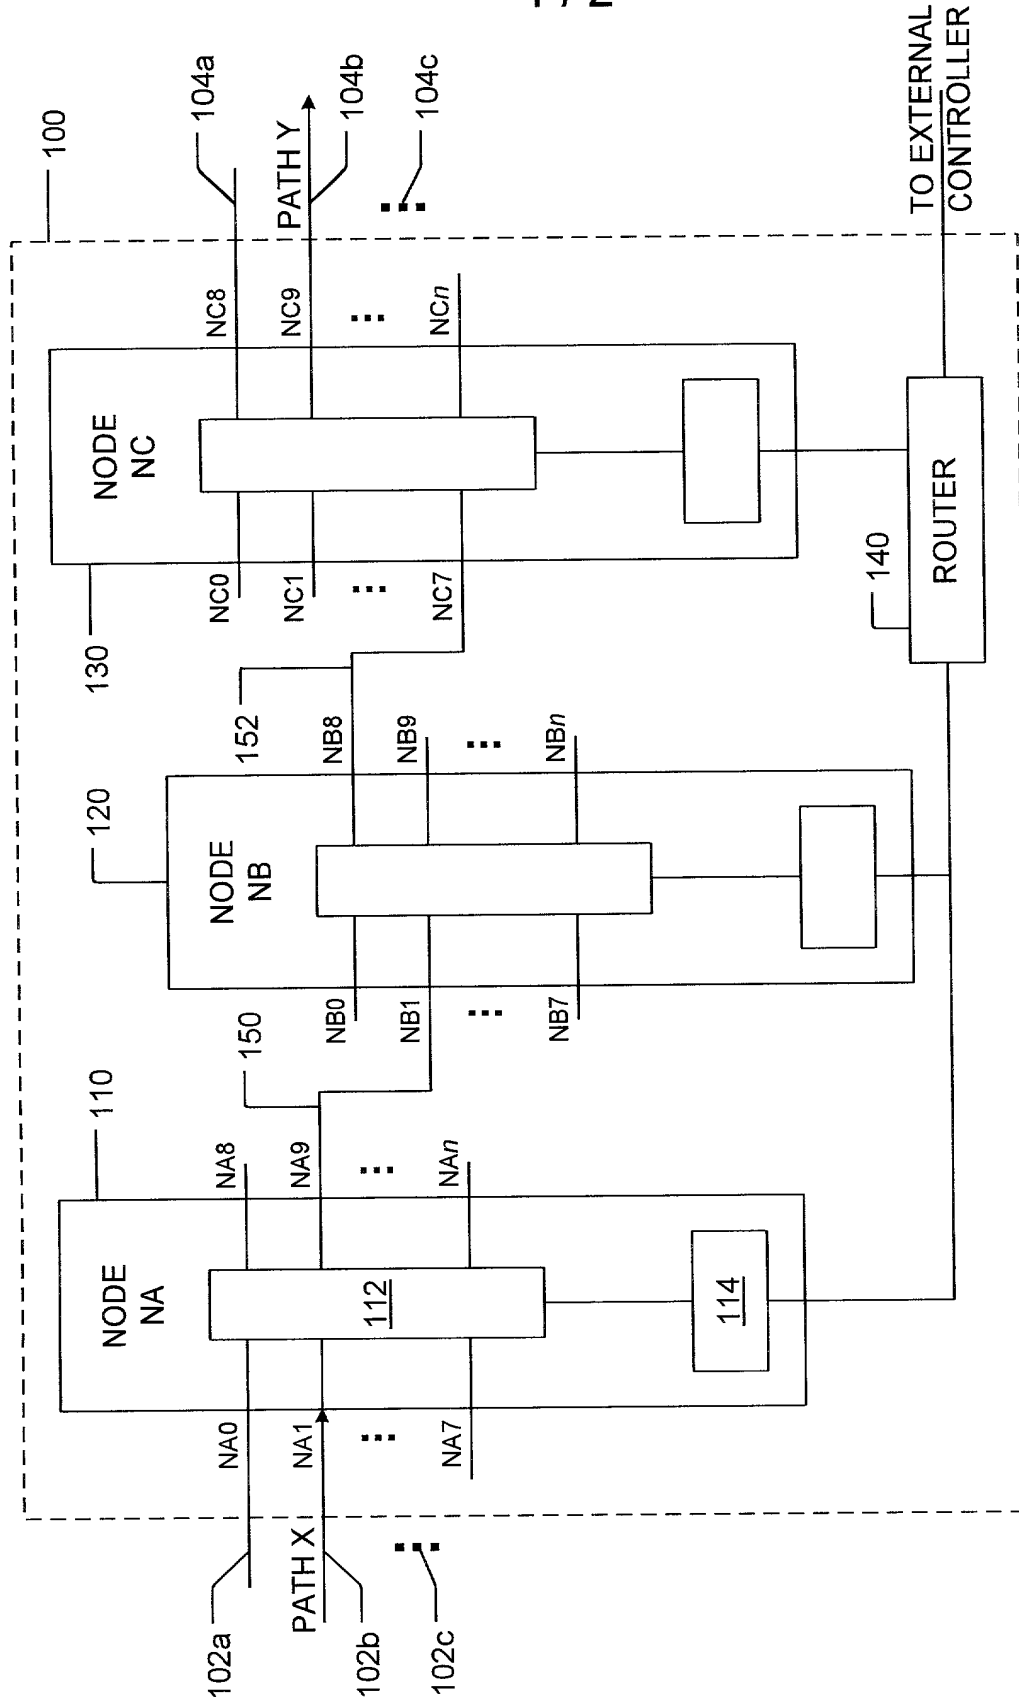 1 / 2
100
104a
PATH Y
104b
104c
TO EXTERNAL
CONTROLLER
130
NODE
NC
NC0
NC1
NC7
NC8
NC9
NCn
152
140
ROUTER
120
NODE
NB
NB0
NB1
NB7
NB8
NB9
NBn
150
110
NODE
NA
112
114
NA0
NA1
NA7
NA8
NA9
NAn
102a
PATH X
102b
102c